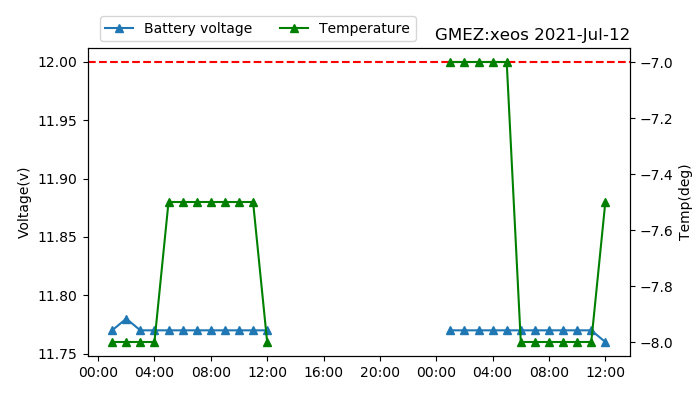 Battery voltage Temperature
GMEZ:xeos 2021-Jul-12
12.00
11.95
11.90
11.85
11.80
11.75
Voltage(v)
−7.0
−7.2
−7.4
−7.6
−7.8
−8.0
Temp(deg)
00:00 04:00 08:00 12:00 16:00 20:00 00:00 04:00 08:00 12:00